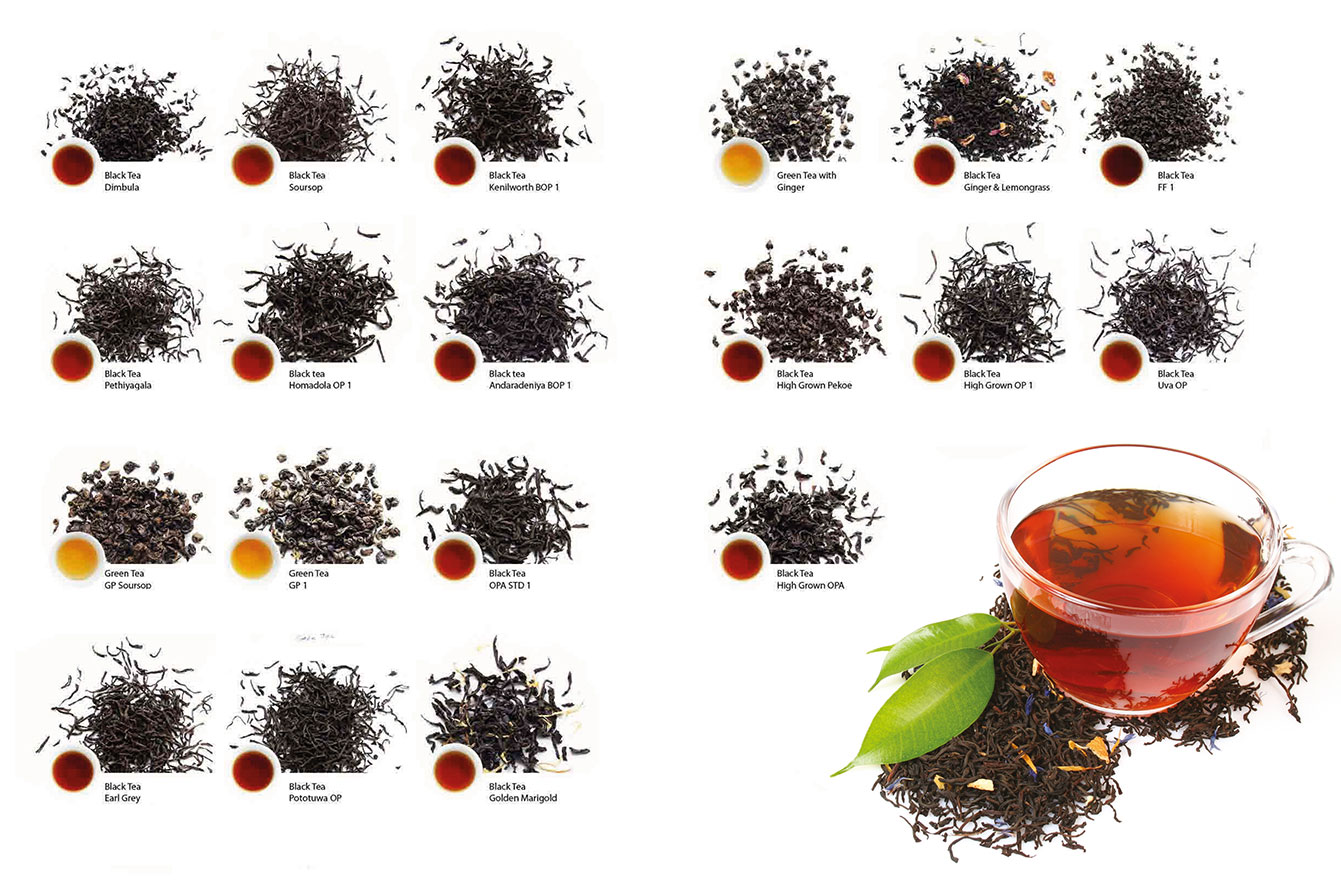 Black Tea
Dimbula
Black Tea
Soursop
Black Tea
Kenilworth BOP 1
Green Tea with
Ginger
Black Tea
Ginger & Lemongrass
Black Tea
FF 1
Black Tea
Pethiyagala
Black tea
Homadola OP 1
Black tea
Andaradeniya BOP 1
Black Tea
High Grown Pekoe
Black Tea
High Grown OP 1
Black Tea
Uva OP
Green Tea
GP Soursop
Green Tea
GP 1
Black Tea
OPA STD 1
Black Tea
High Grown OPA
Black Tea
Earl Grey
Black Tea
Pototuwa OP
Black Tea
Golden Marigold